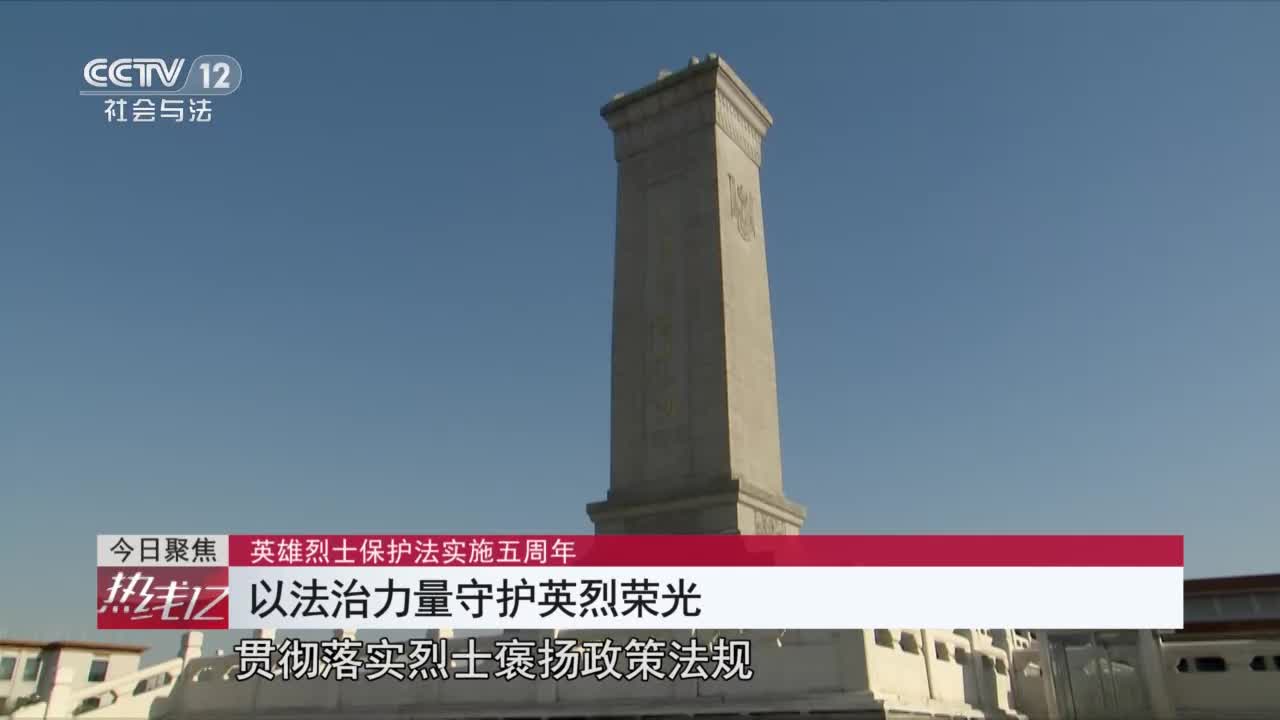 CCTV 12
社会与法
今日聚焦
英雄烈士保护法实施五周年
热线12
以法治力量守护英烈荣光
贯彻落实烈士褒扬政策法规